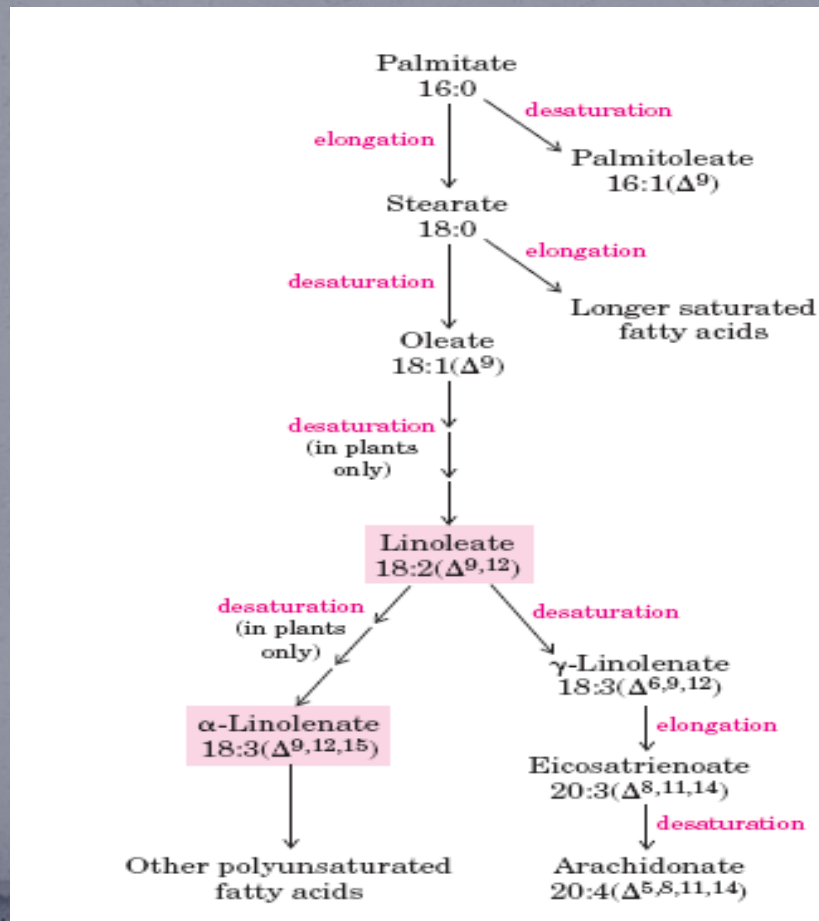 Palmitate
16:0
desaturation
elongation
Palmitoleate
16:1(Δ⁹)
Stearate
18:0
elongation
desaturation
Longer saturated
fatty acids
Oleate
18:1(Δ⁹)
desaturation
(in plants
only)
Linoleate
18:2(Δ⁹,¹²)
desaturation
(in plants
only)
desaturation
γ-Linolenate
18:3(Δ⁶,⁹,¹²)
α-Linolenate
18:3(Δ⁹,¹²,¹⁵)
elongation
Eicosatrienoate
20:3(Δ⁸,¹¹,¹⁴)
desaturation
Other polyunsaturated
fatty acids
Arachidonate
20:4(Δ⁵,⁸,¹¹,¹⁴)